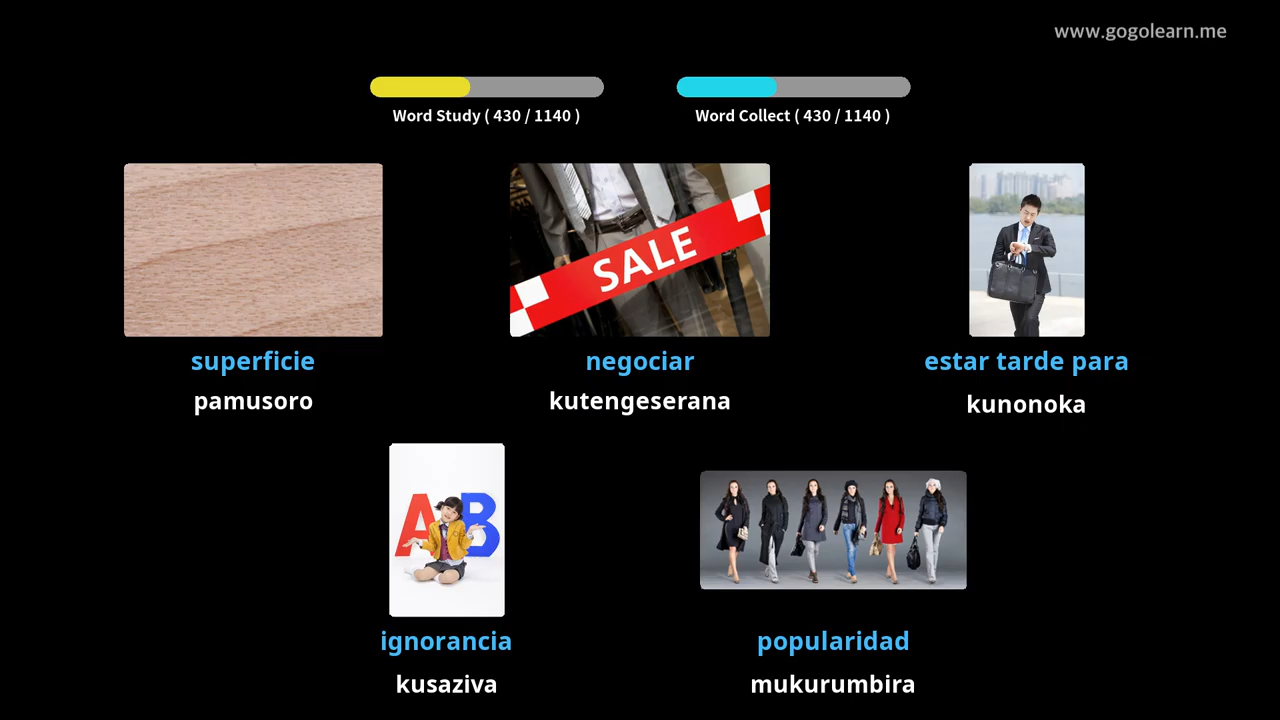 www.gogolearn.me
Word Study ( 430 / 1140 )
Word Collect ( 430 / 1140 )
SALE
superficie
pamusoro
negociar
kutengeserana
estar tarde para
kunonoka
A B
ignorancia
kusaziva
popularidad
mukurumbira